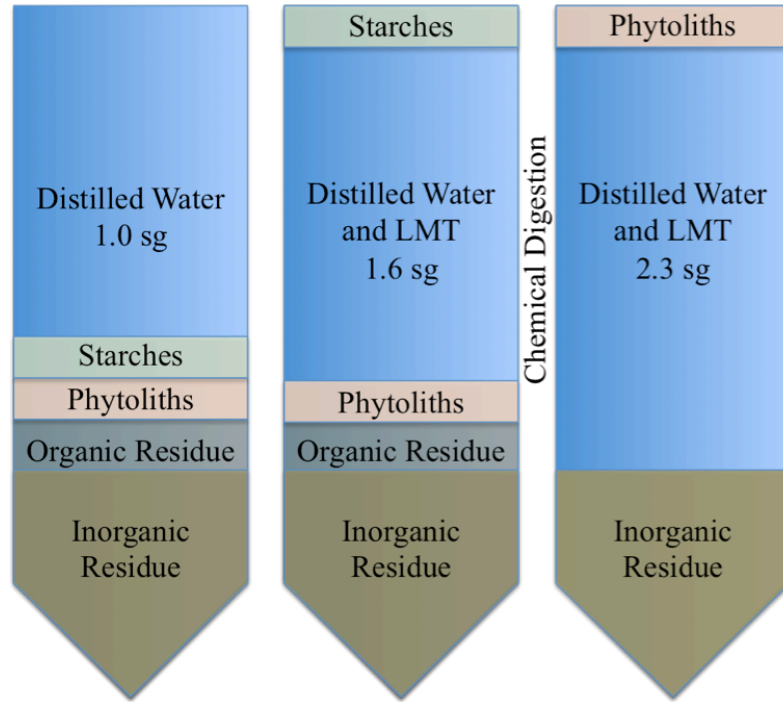 Distilled Water
1.0 sg
Starches
Phytoliths
Organic Residue
Inorganic
Residue
Starches
Distilled Water
and LMT
1.6 sg
Phytoliths
Organic Residue
Inorganic
Residue
Chemical Digestion
Phytoliths
Distilled Water
and LMT
2.3 sg
Inorganic
Residue